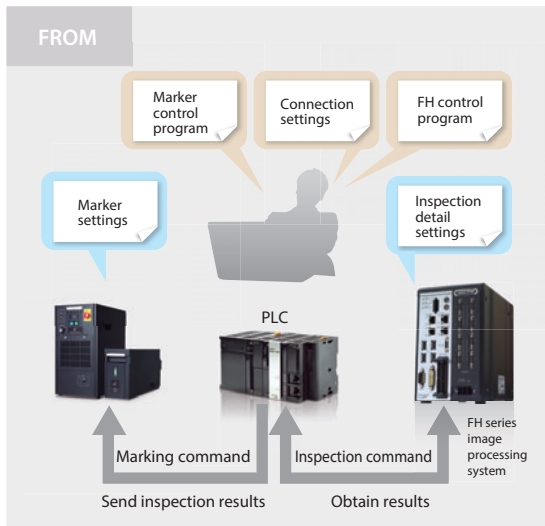 FROM
Marker
control
program
Connection
settings
FH control
program
Marker
settings
Inspection
detail
settings
PLC
FH series
image
processing
system
Marking command
Inspection command
Send inspection results
Obtain results